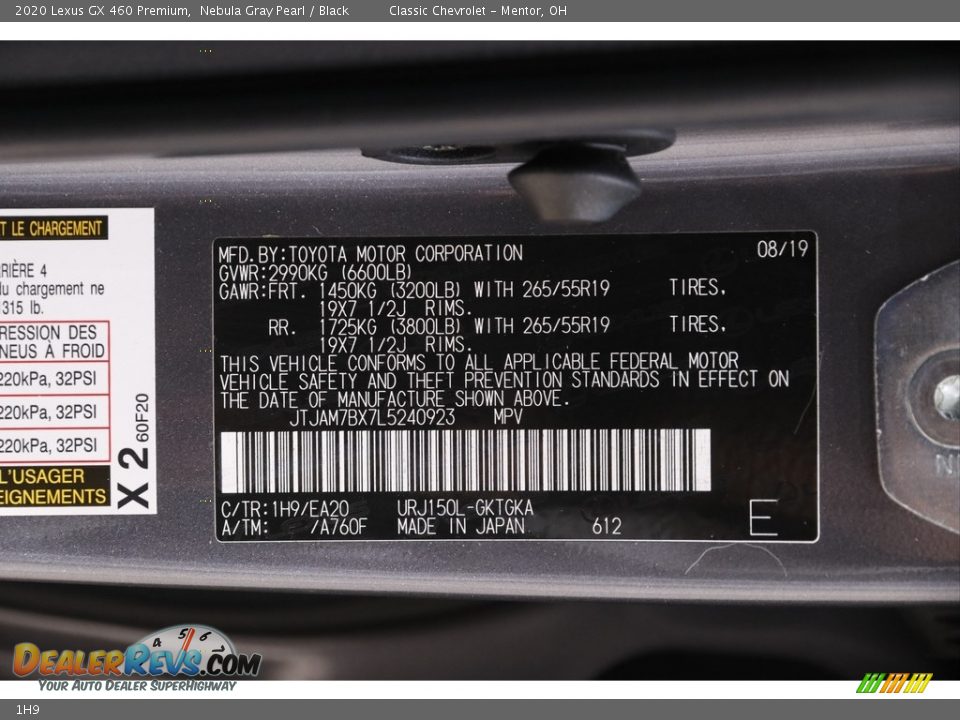 2020 Lexus GX 460 Premium, Nebula Gray Pearl / Black Classic Chevrolet - Mentor, OH
T LE CHARGEMENT
RIÈRE 4
du chargement ne
1315 lb.
RESSION DES
NEUS À FROID
220kPa, 32PSI
220kPa, 32PSI
220kPa, 32PSI
L'USAGER
EIGNEMENTS
X 2 60F20
MFD.BY:TOYOTA MOTOR CORPORATION 08/19
GVWR:2990KG (6600LB)
GAWR:FRT. 1450KG (3200LB) WITH 265/55R19 TIRES,
19X7 1/2J RIMS.
RR. 1725KG (3800LB) WITH 265/55R19 TIRES,
19X7 1/2J RIMS.
THIS VEHICLE CONFORMS TO ALL APPLICABLE FEDERAL MOTOR
VEHICLE SAFETY AND THEFT PREVENTION STANDARDS IN EFFECT ON
THE DATE OF MANUFACTURE SHOWN ABOVE.
JTJAM7BX7L5240923 MPV
C/TR:1H9/EA20 URJ150L-GKTGKA
A/TM: /A760F MADE IN JAPAN 612 E
4 5 6
DealerRevs.com
Your Auto Dealer SuperHighway
1H9